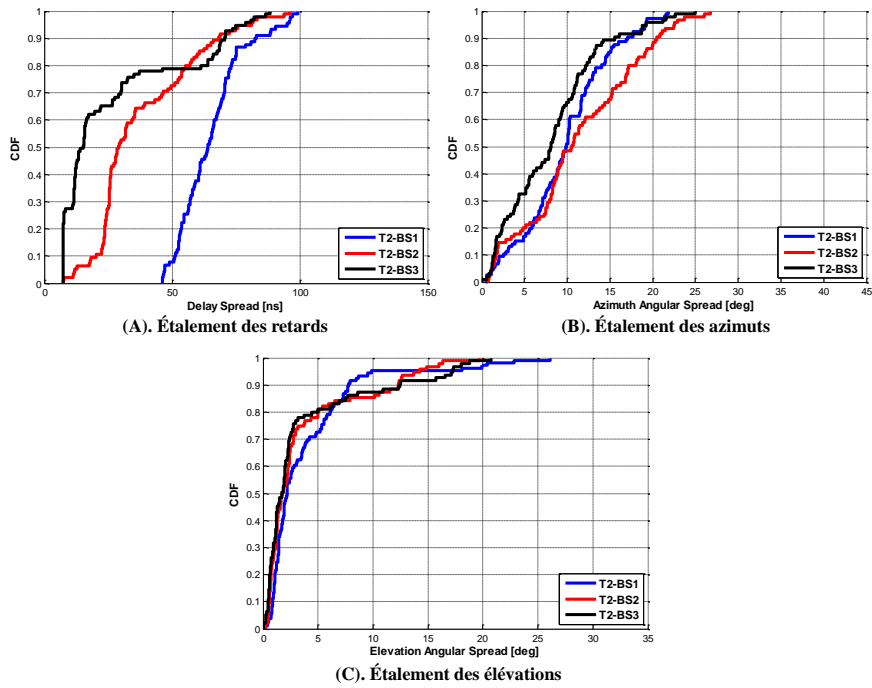 1
0.9
0.8
0.7
0.6
0.5
0.4
0.3
0.2
0.1
0
CDF
0 50 100 150
Delay Spread [ns]
T2-BS1
T2-BS2
T2-BS3
(A). Étalement des retards
1
0.9
0.8
0.7
0.6
0.5
0.4
0.3
0.2
0.1
0
CDF
0 5 10 15 20 25 30 35 40 45
Azimuth Angular Spread [deg]
T2-BS1
T2-BS2
T2-BS3
(B). Étalement des azimuts
1
0.9
0.8
0.7
0.6
0.5
0.4
0.3
0.2
0.1
0
CDF
0 5 10 15 20 25 30 35
Elevation Angular Spread [deg]
T2-BS1
T2-BS2
T2-BS3
(C). Étalement des élévations